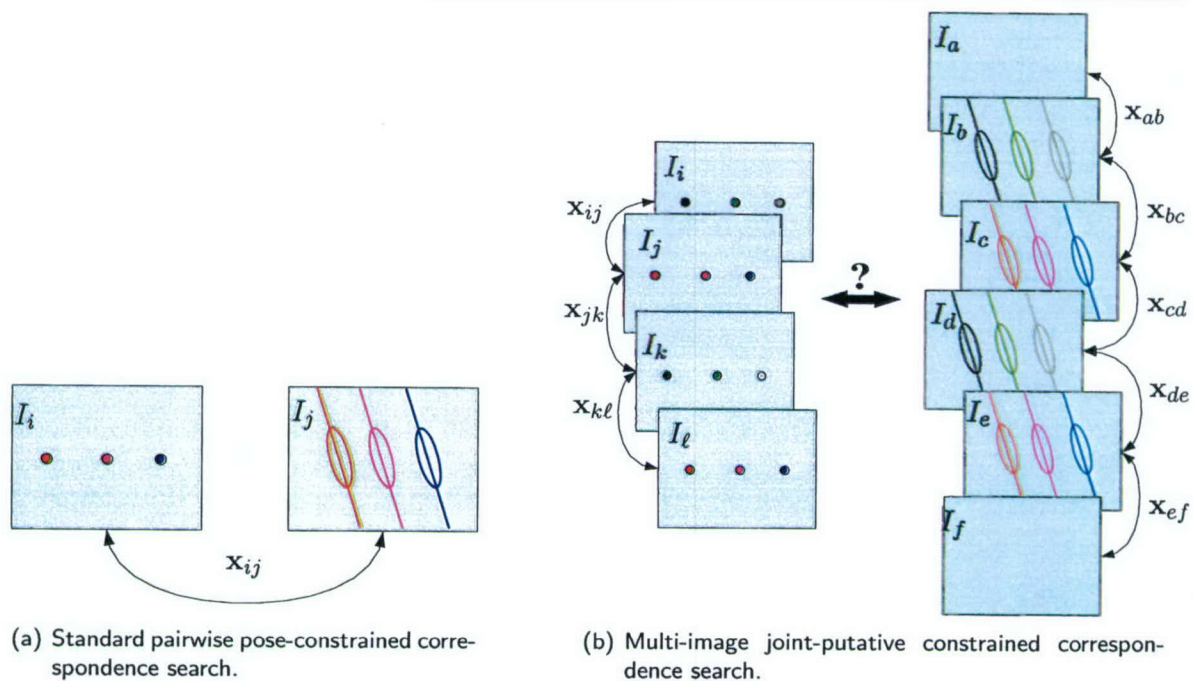 I_a
x_ab
I_b
I_i
x_bc
x_ij
I_c
I_j
?
x_cd
x_jk
I_d
I_k
x_de
I_i
I_j
x_kℓ
I_e
I_ℓ
x_ef
I_f
x_ij
(a) Standard pairwise pose-constrained corre-
spondence search.
(b) Multi-image joint-putative constrained correspon-
dence search.